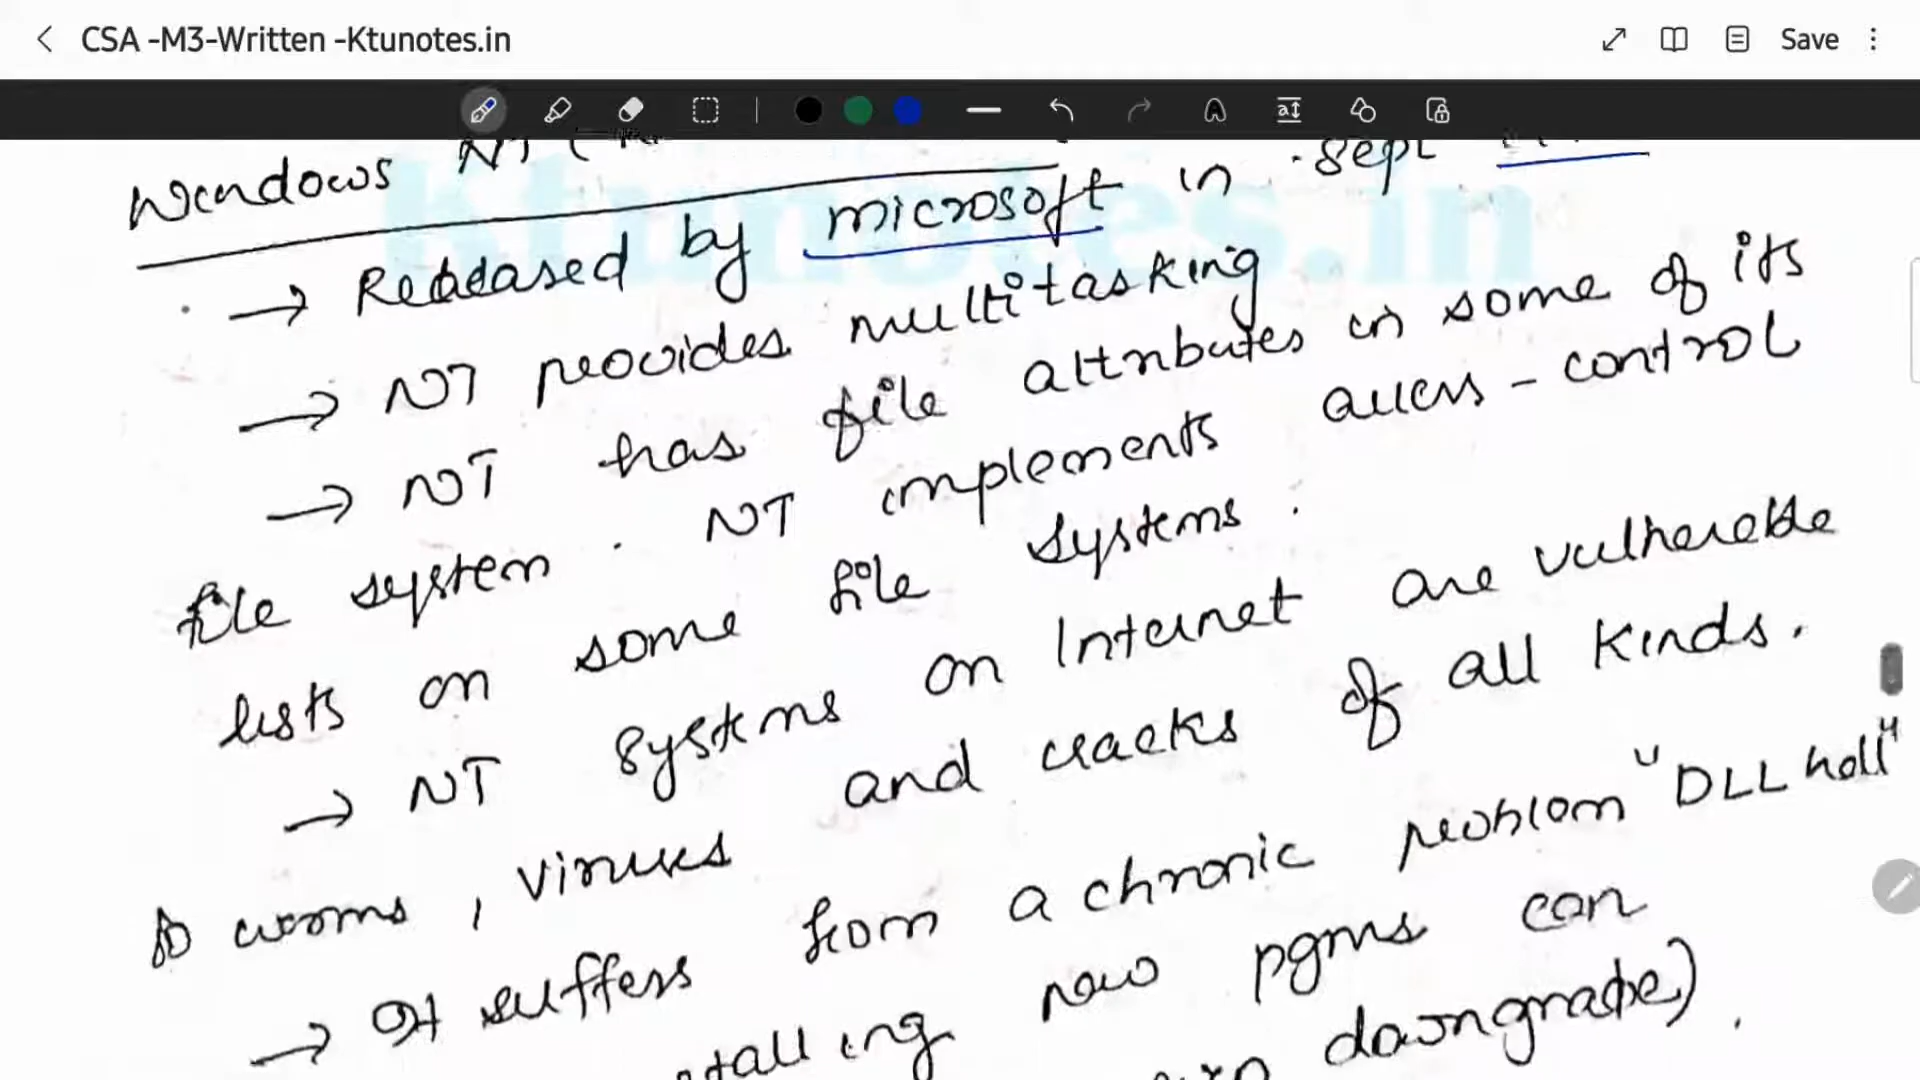 CSA -M3-Written -Ktunotes.in
Save
Windows NT (
→ Released by microsoft in sept
→ NT provides multitasking
→ NT has file attributes in some of its
file system. NT implements access - control
lists on some file systems.
→ NT systems on Internet are vulnerable
to worms, viruses and cracks of all kinds.
→ It suffers from a chronic problem "DLL hell"
new pgms can
downgrade).
Ktunotes.in